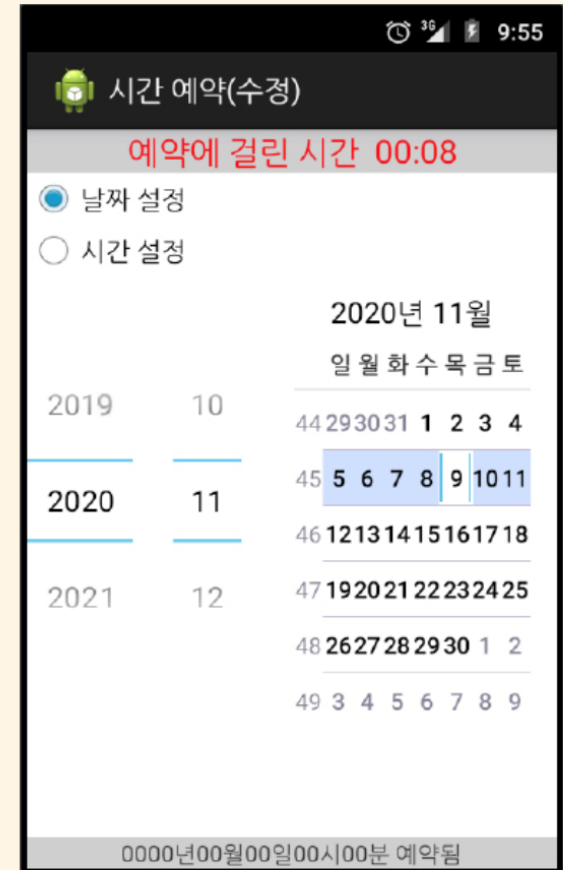 3G 9:55
시간 예약(수정)
예약에 걸린 시간 00:08
날짜 설정
시간 설정
2019 10
2020 11
2021 12
2020년 11월
일 월 화 수 목 금 토
44 29 30 31 1 2 3 4
45 5 6 7 8 9 10 11
46 12 13 14 15 16 17 18
47 19 20 21 22 23 24 25
48 26 27 28 29 30 1 2
49 3 4 5 6 7 8 9
0000년00월00일00시00분 예약됨